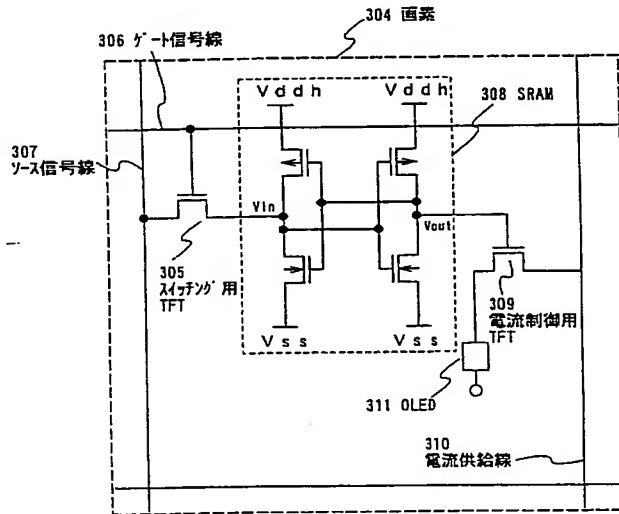 304 画素
306 ゲート信号線
Vddh
Vddh
308 SRAM
307
ソース信号線
Vin
Vout
305
スイッチング用
TFT
309
電流制御用
TFT
Vss
Vss
311 OLED
310
電流供給線